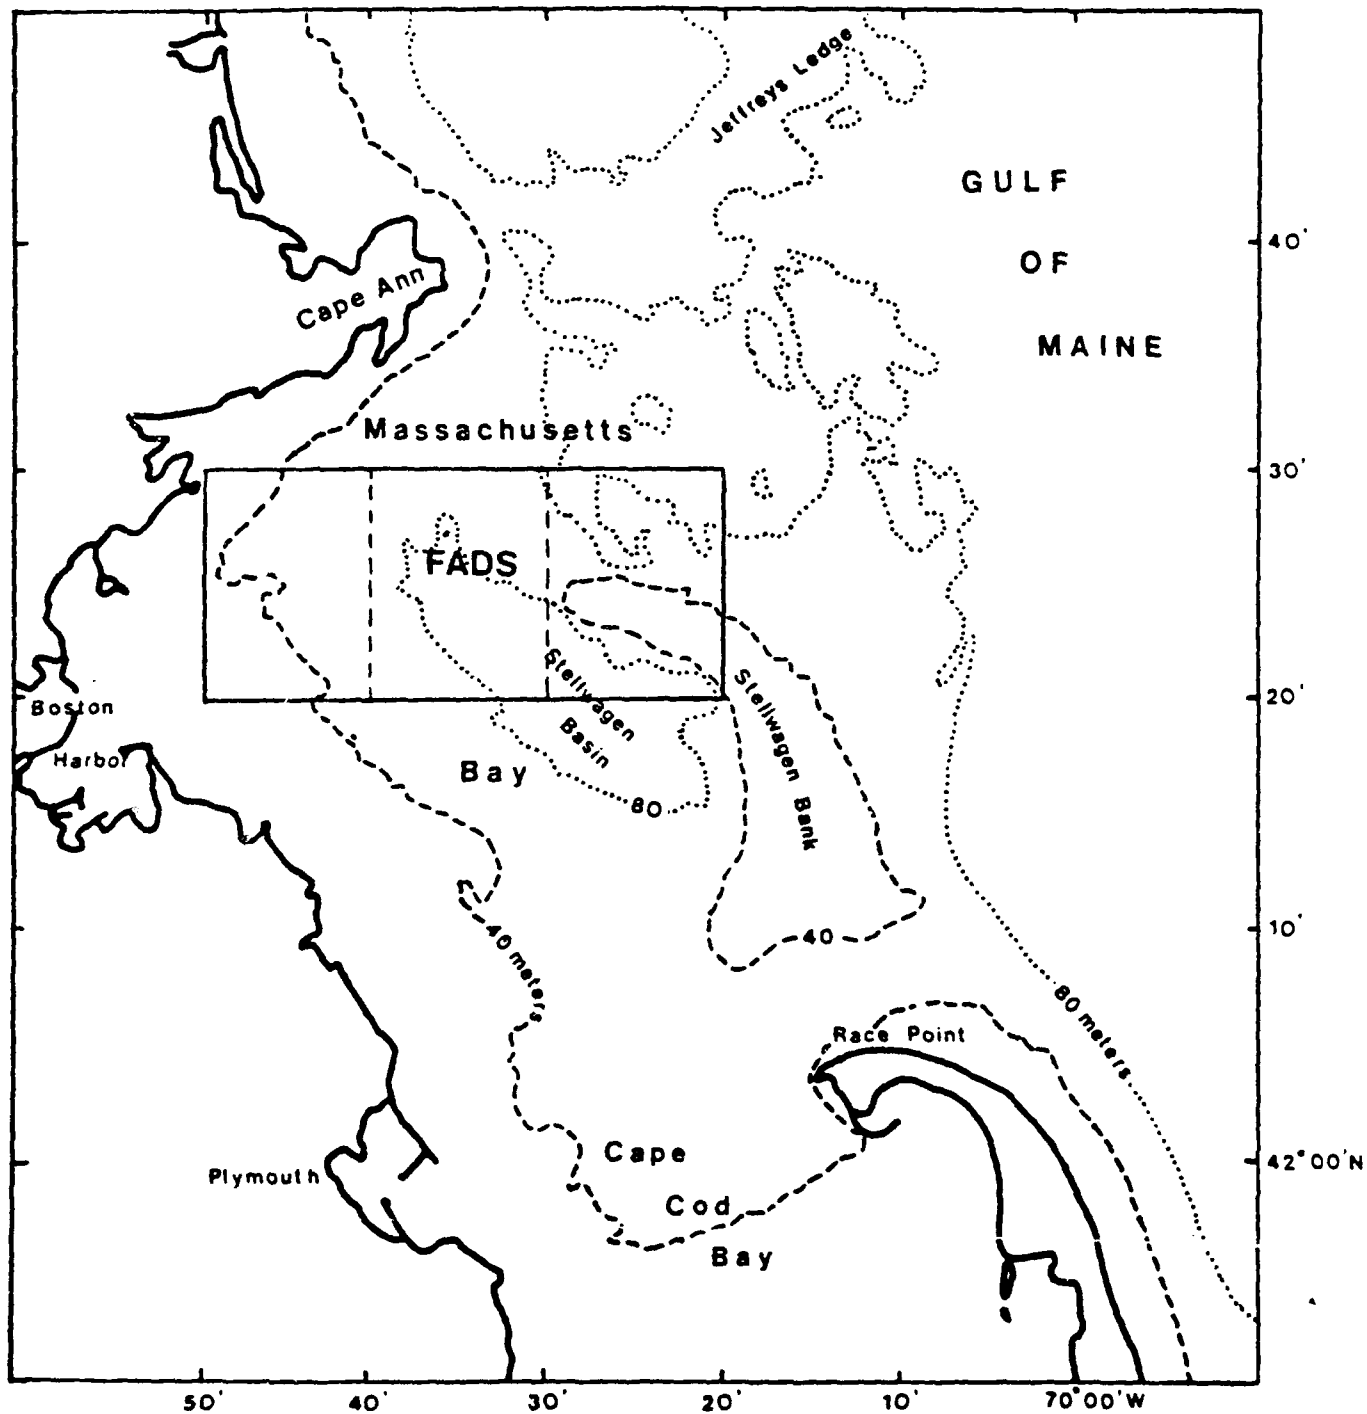 Jeffreys Ledge
GULF
OF
MAINE
40'
Cape Ann
Massachusetts
30'
FADS
Stellwagen
Basin
Stellwagen Bank
20'
Boston
Harbor
Bay
80
40 meters
40
10'
80 meters
Race Point
Cape
Cod
Bay
42°00'N
Plymouth
50'
40'
30'
20'
10'
70°00'W